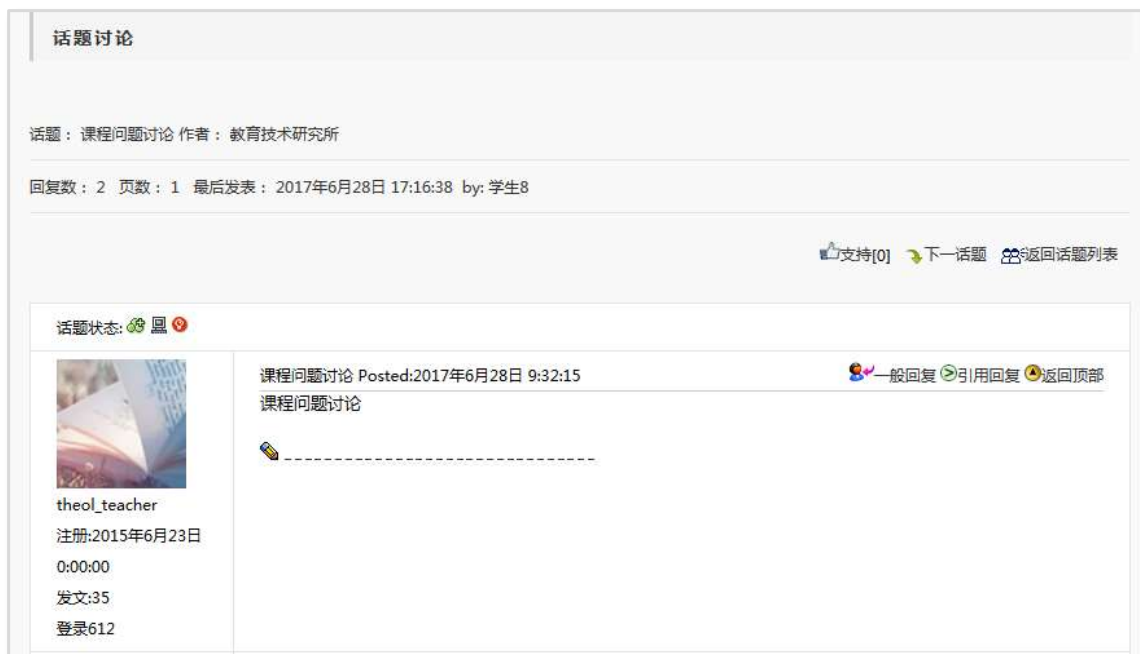 话题讨论
话题： 课程问题讨论 作者： 教育技术研究所
回复数： 2 页数： 1 最后发表： 2017年6月28日 17:16:38 by: 学生8
支持[0] 下一话题 返回话题列表
话题状态:
课程问题讨论 Posted:2017年6月28日 9:32:15 一般回复 引用回复 返回顶部
课程问题讨论
theol_teacher
注册:2015年6月23日
0:00:00
发文:35
登录612